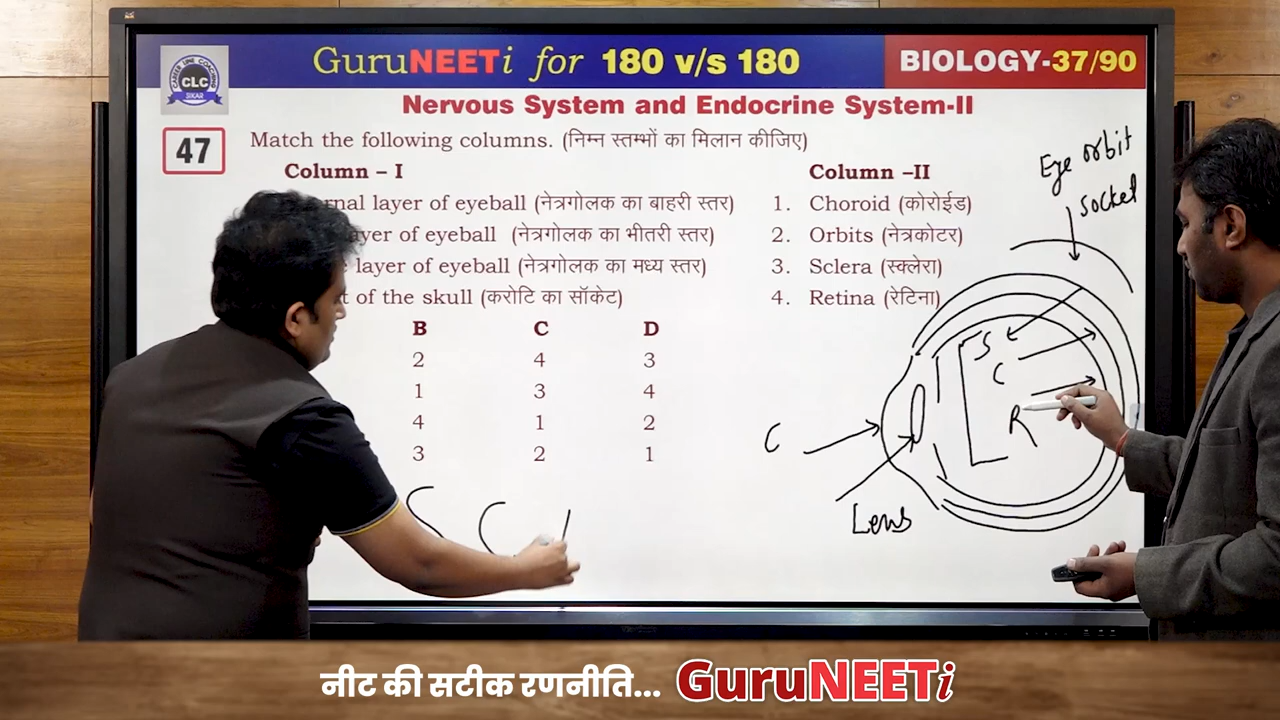 GuruNEETi for 180 v/s 180
BIOLOGY-37/90
CAREER LINE COACHING
CLC
SIKAR
Nervous System and Endocrine System-II
47
Match the following columns. (निम्न स्तम्भों का मिलान कीजिए)
Column – I Column –II
rnal layer of eyeball (नेत्रगोलक का बाहरी स्तर) 1. Choroid (कोरोईड)
ayer of eyeball (नेत्रगोलक का भीतरी स्तर) 2. Orbits (नेत्रकोटर)
layer of eyeball (नेत्रगोलक का मध्य स्तर) 3. Sclera (स्क्लेरा)
t of the skull (करोटि का सॉकेट) 4. Retina (रेटिना)
B C D
2 4 3
1 3 4
4 1 2
3 2 1
Eye orbit
socket
S
C
R
C
Lens
S C
नीट की सटीक रणनीति... GuruNEETi